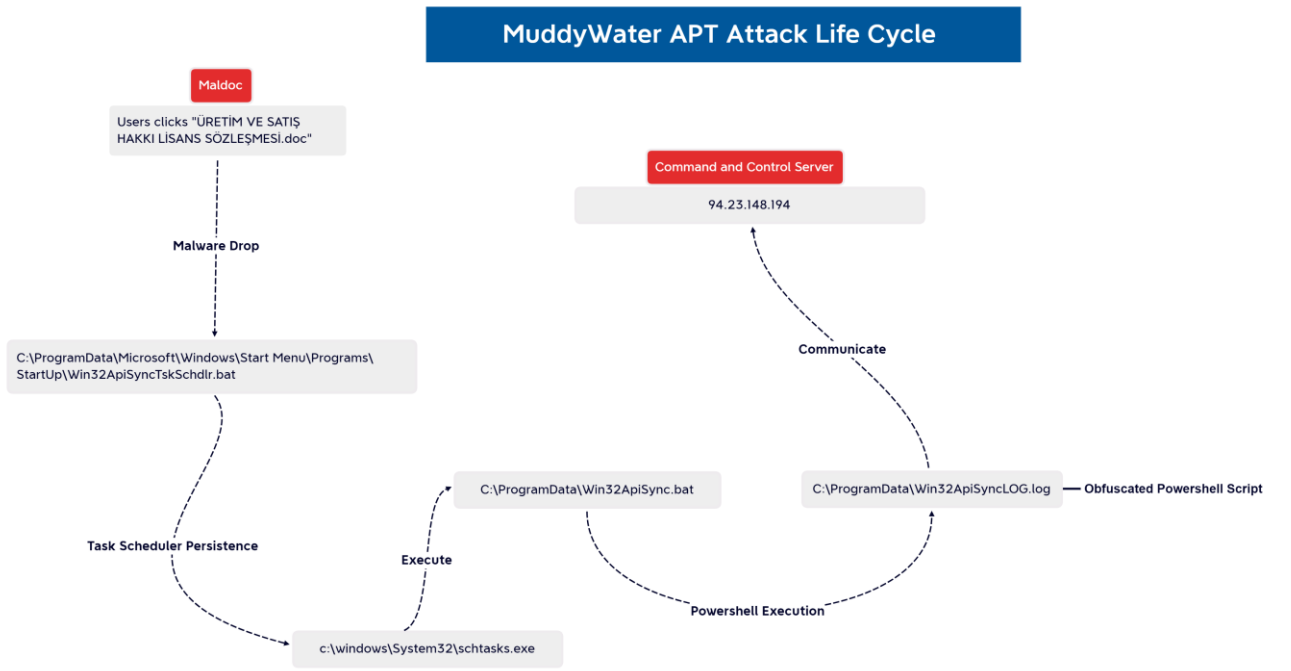 MuddyWater APT Attack Life Cycle
Maldoc
Users clicks "ÜRETİM VE SATIŞ
HAKKI LİSANS SÖZLEŞMESİ.doc"
Malware Drop
C:\ProgramData\Microsoft\Windows\Start Menu\Programs\
StartUp\Win32ApiSyncTskSchdlr.bat
Task Scheduler Persistence
c:\windows\System32\schtasks.exe
Execute
C:\ProgramData\Win32ApiSync.bat
Powershell Execution
C:\ProgramData\Win32ApiSyncLOG.log
Obfuscated Powershell Script
Communicate
Command and Control Server
94.23.148.194